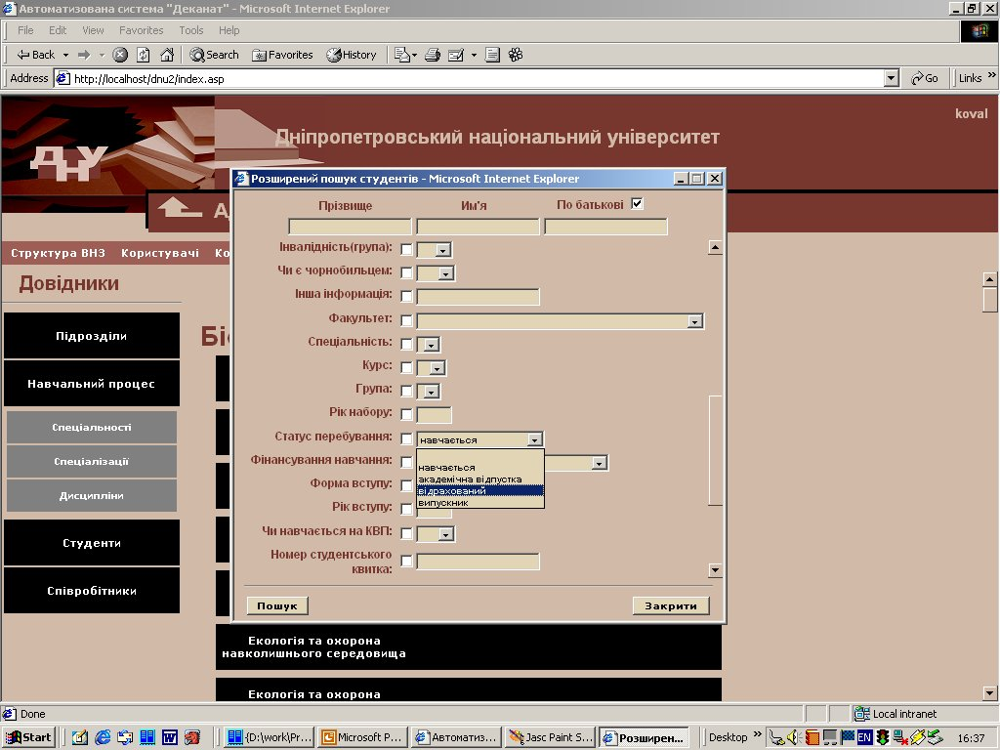 Автоматизована система "Деканат" - Microsoft Internet Explorer
File Edit View Favorites Tools Help
Back Search Favorites History
Address http://localhost/dnu2/index.asp Go Links »
ДНУ
Дніпропетровський національний університет
koval
Структура ВНЗ Користувачі Ко
Довідники
Підрозділи
Навчальний процес
Спеціальності
Спеціалізації
Дисципліни
Студенти
Співробітники
Розширений пошук студентів - Microsoft Internet Explorer
Прізвище Им'я По батькові
Інвалідність(група):
Чи є чорнобильцем:
Інша інформація:
Факультет:
Спеціальність:
Курс:
Група:
Рік набору:
Статус перебування: навчається
навчається
академічна відпустка
відрахований
випускник
Фінансування навчання:
Форма вступу:
Рік вступу:
Чи навчається на КВП:
Номер студентського
квитка:
Пошук Закрити
Екологія та охорона
навколишнього середовища
Екологія та охорона
Done Local intranet
Start {D:\work\Pr... Microsoft P... Автоматиз... Jasc Paint S... Розширен... Desktop » EN 16:37